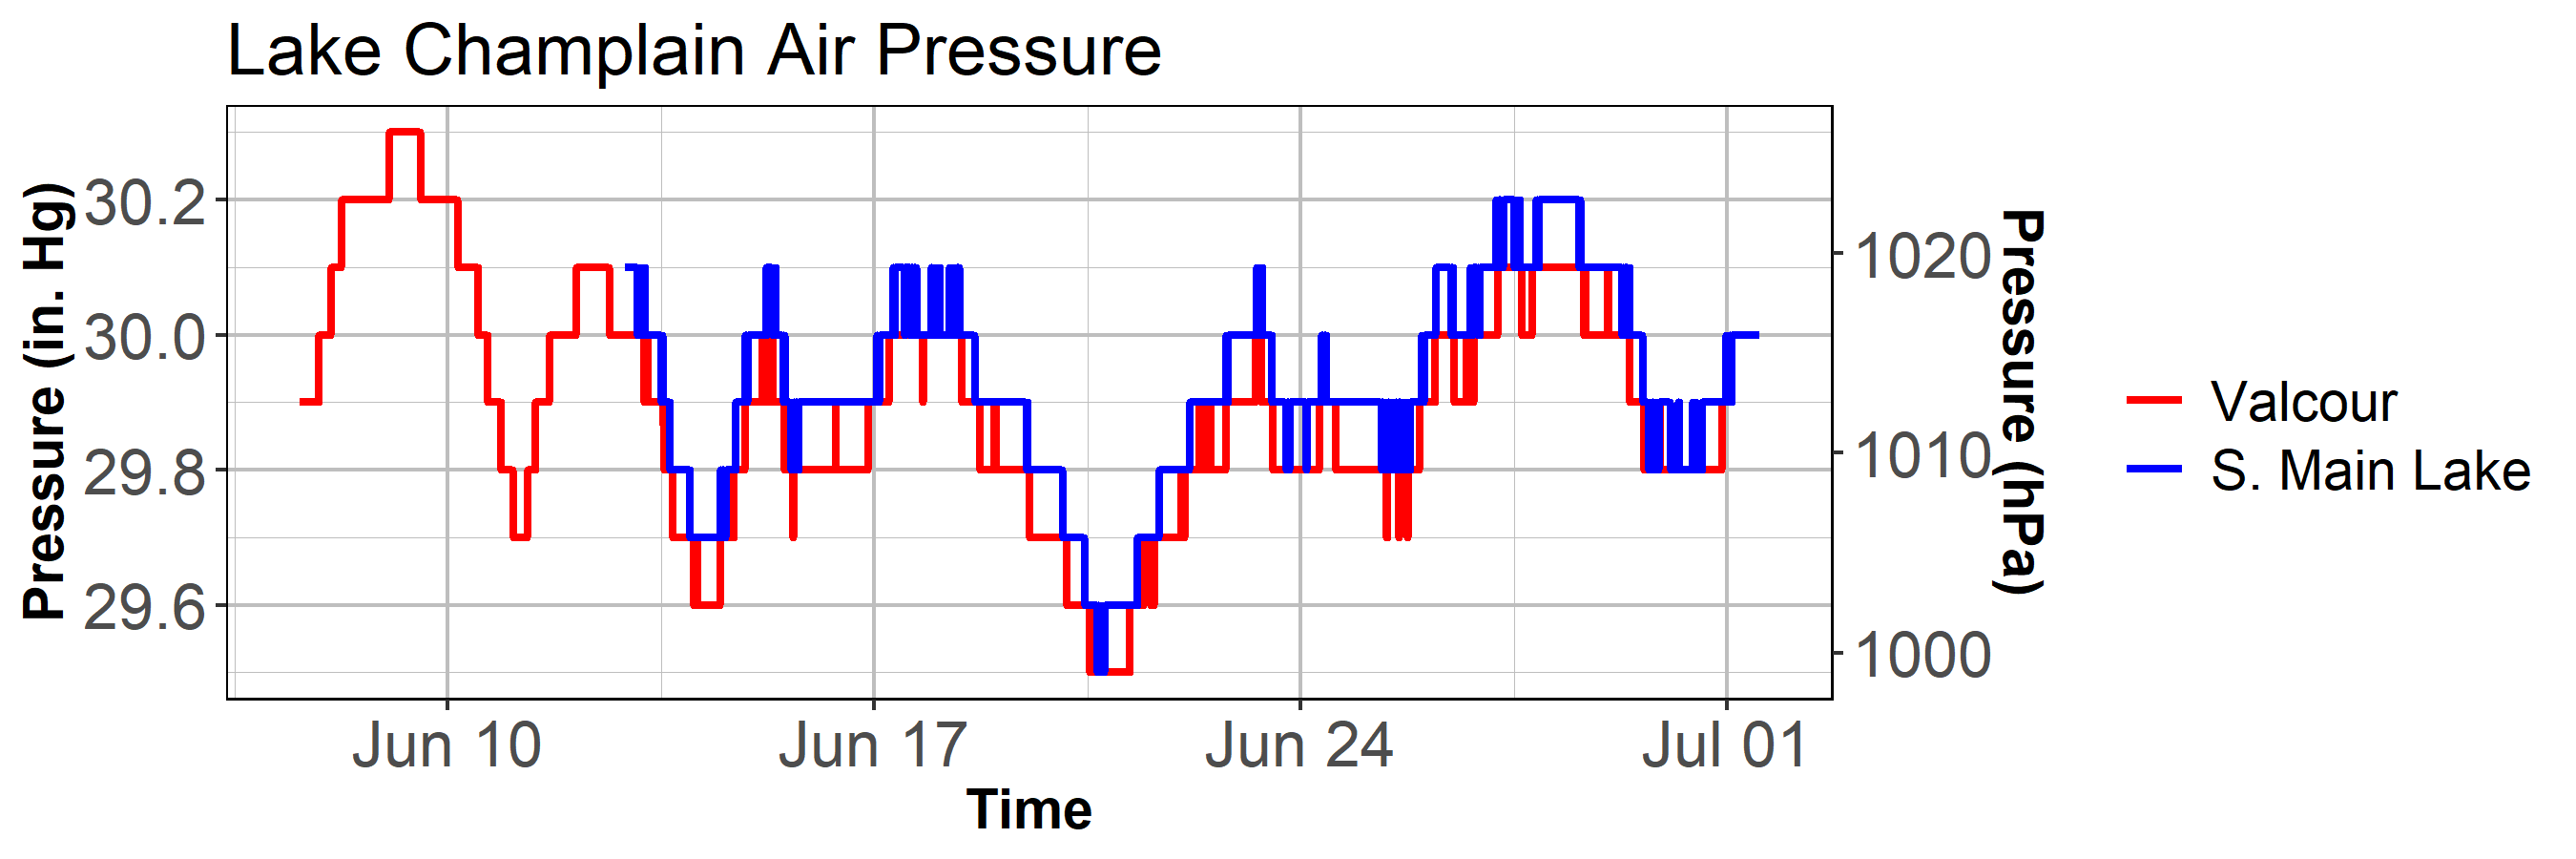 Lake Champlain Air Pressure
Pressure (in. Hg)
30.2
30.0
29.8
29.6
1020
1010
1000
Pressure (hPa)
Jun 10
Jun 17
Jun 24
Jul 01
Time
Valcour
S. Main Lake